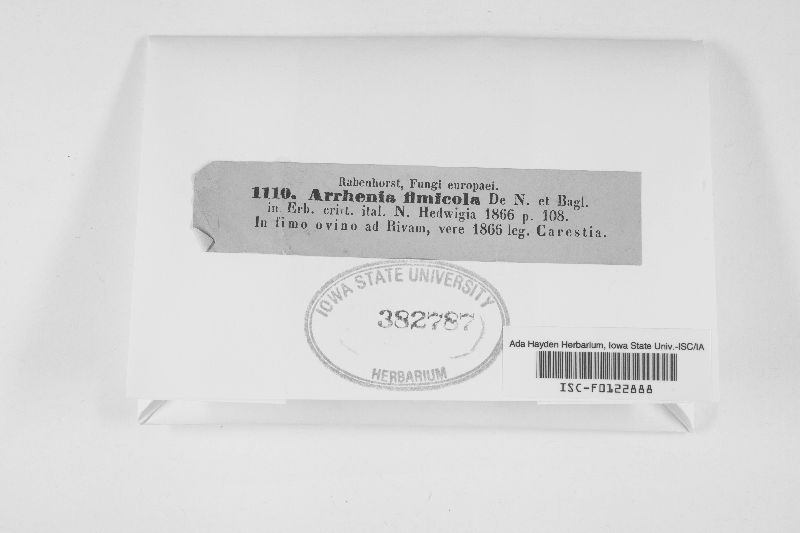 Rabenhorst, Fungi europaei.
1110. Arrhenia fimicola De N. et Bagl.
in Erb. critt. ital. N. Hedwigia 1866 p. 108.
In fimo ovino ad Rivam, vere 1866 leg. Carestia.
IOWA STATE UNIVERSITY
382787
HERBARIUM
Ada Hayden Herbarium, Iowa State Univ.-ISC/IA
ISC-F0122888